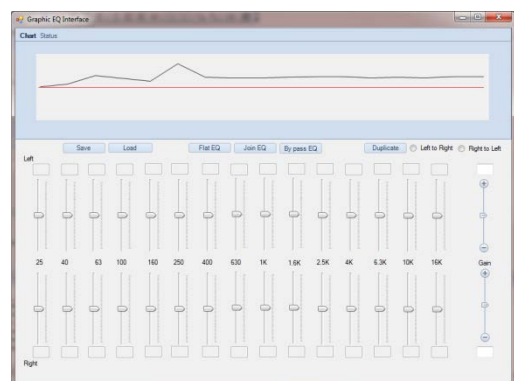 Graphic EQ Interface
Chart Status
Save Load Flat EQ Join EQ By pass EQ Duplicate Left to Right Right to Left
Left
25 40 63 100 160 250 400 630 1K 1.6K 2.5K 4K 6.3K 10K 16K Gain
Right